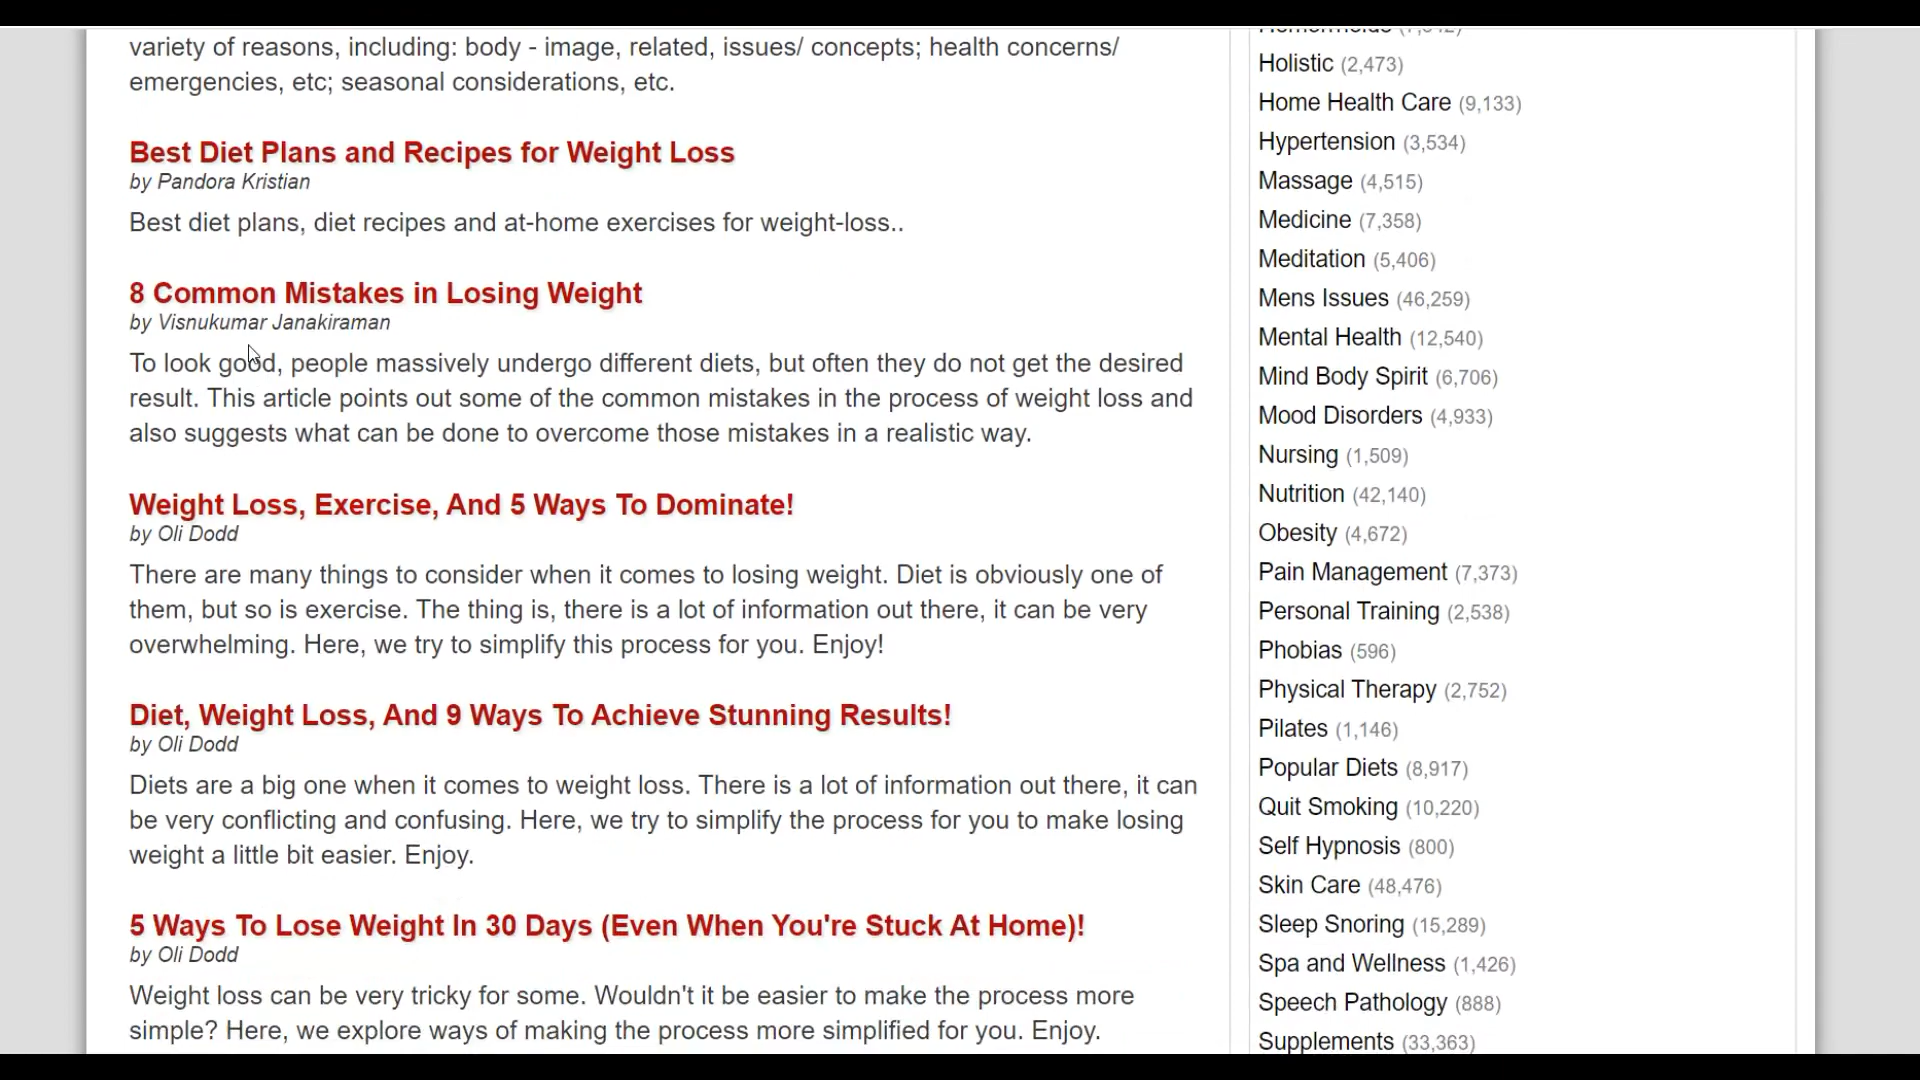 variety of reasons, including: body - image, related, issues/ concepts; health concerns/
emergencies, etc; seasonal considerations, etc.
Best Diet Plans and Recipes for Weight Loss
by Pandora Kristian
Best diet plans, diet recipes and at-home exercises for weight-loss..
8 Common Mistakes in Losing Weight
by Visnukumar Janakiraman
To look good, people massively undergo different diets, but often they do not get the desired
result. This article points out some of the common mistakes in the process of weight loss and
also suggests what can be done to overcome those mistakes in a realistic way.
Weight Loss, Exercise, And 5 Ways To Dominate!
by Oli Dodd
There are many things to consider when it comes to losing weight. Diet is obviously one of
them, but so is exercise. The thing is, there is a lot of information out there, it can be very
overwhelming. Here, we try to simplify this process for you. Enjoy!
Diet, Weight Loss, And 9 Ways To Achieve Stunning Results!
by Oli Dodd
Diets are a big one when it comes to weight loss. There is a lot of information out there, it can
be very conflicting and confusing. Here, we try to simplify the process for you to make losing
weight a little bit easier. Enjoy.
5 Ways To Lose Weight In 30 Days (Even When You're Stuck At Home)!
by Oli Dodd
Weight loss can be very tricky for some. Wouldn't it be easier to make the process more
simple? Here, we explore ways of making the process more simplified for you. Enjoy.
Holistic (2,473)
Home Health Care (9,133)
Hypertension (3,534)
Massage (4,515)
Medicine (7,358)
Meditation (5,406)
Mens Issues (46,259)
Mental Health (12,540)
Mind Body Spirit (6,706)
Mood Disorders (4,933)
Nursing (1,509)
Nutrition (42,140)
Obesity (4,672)
Pain Management (7,373)
Personal Training (2,538)
Phobias (596)
Physical Therapy (2,752)
Pilates (1,146)
Popular Diets (8,917)
Quit Smoking (10,220)
Self Hypnosis (800)
Skin Care (48,476)
Sleep Snoring (15,289)
Spa and Wellness (1,426)
Speech Pathology (888)
Supplements (33,363)